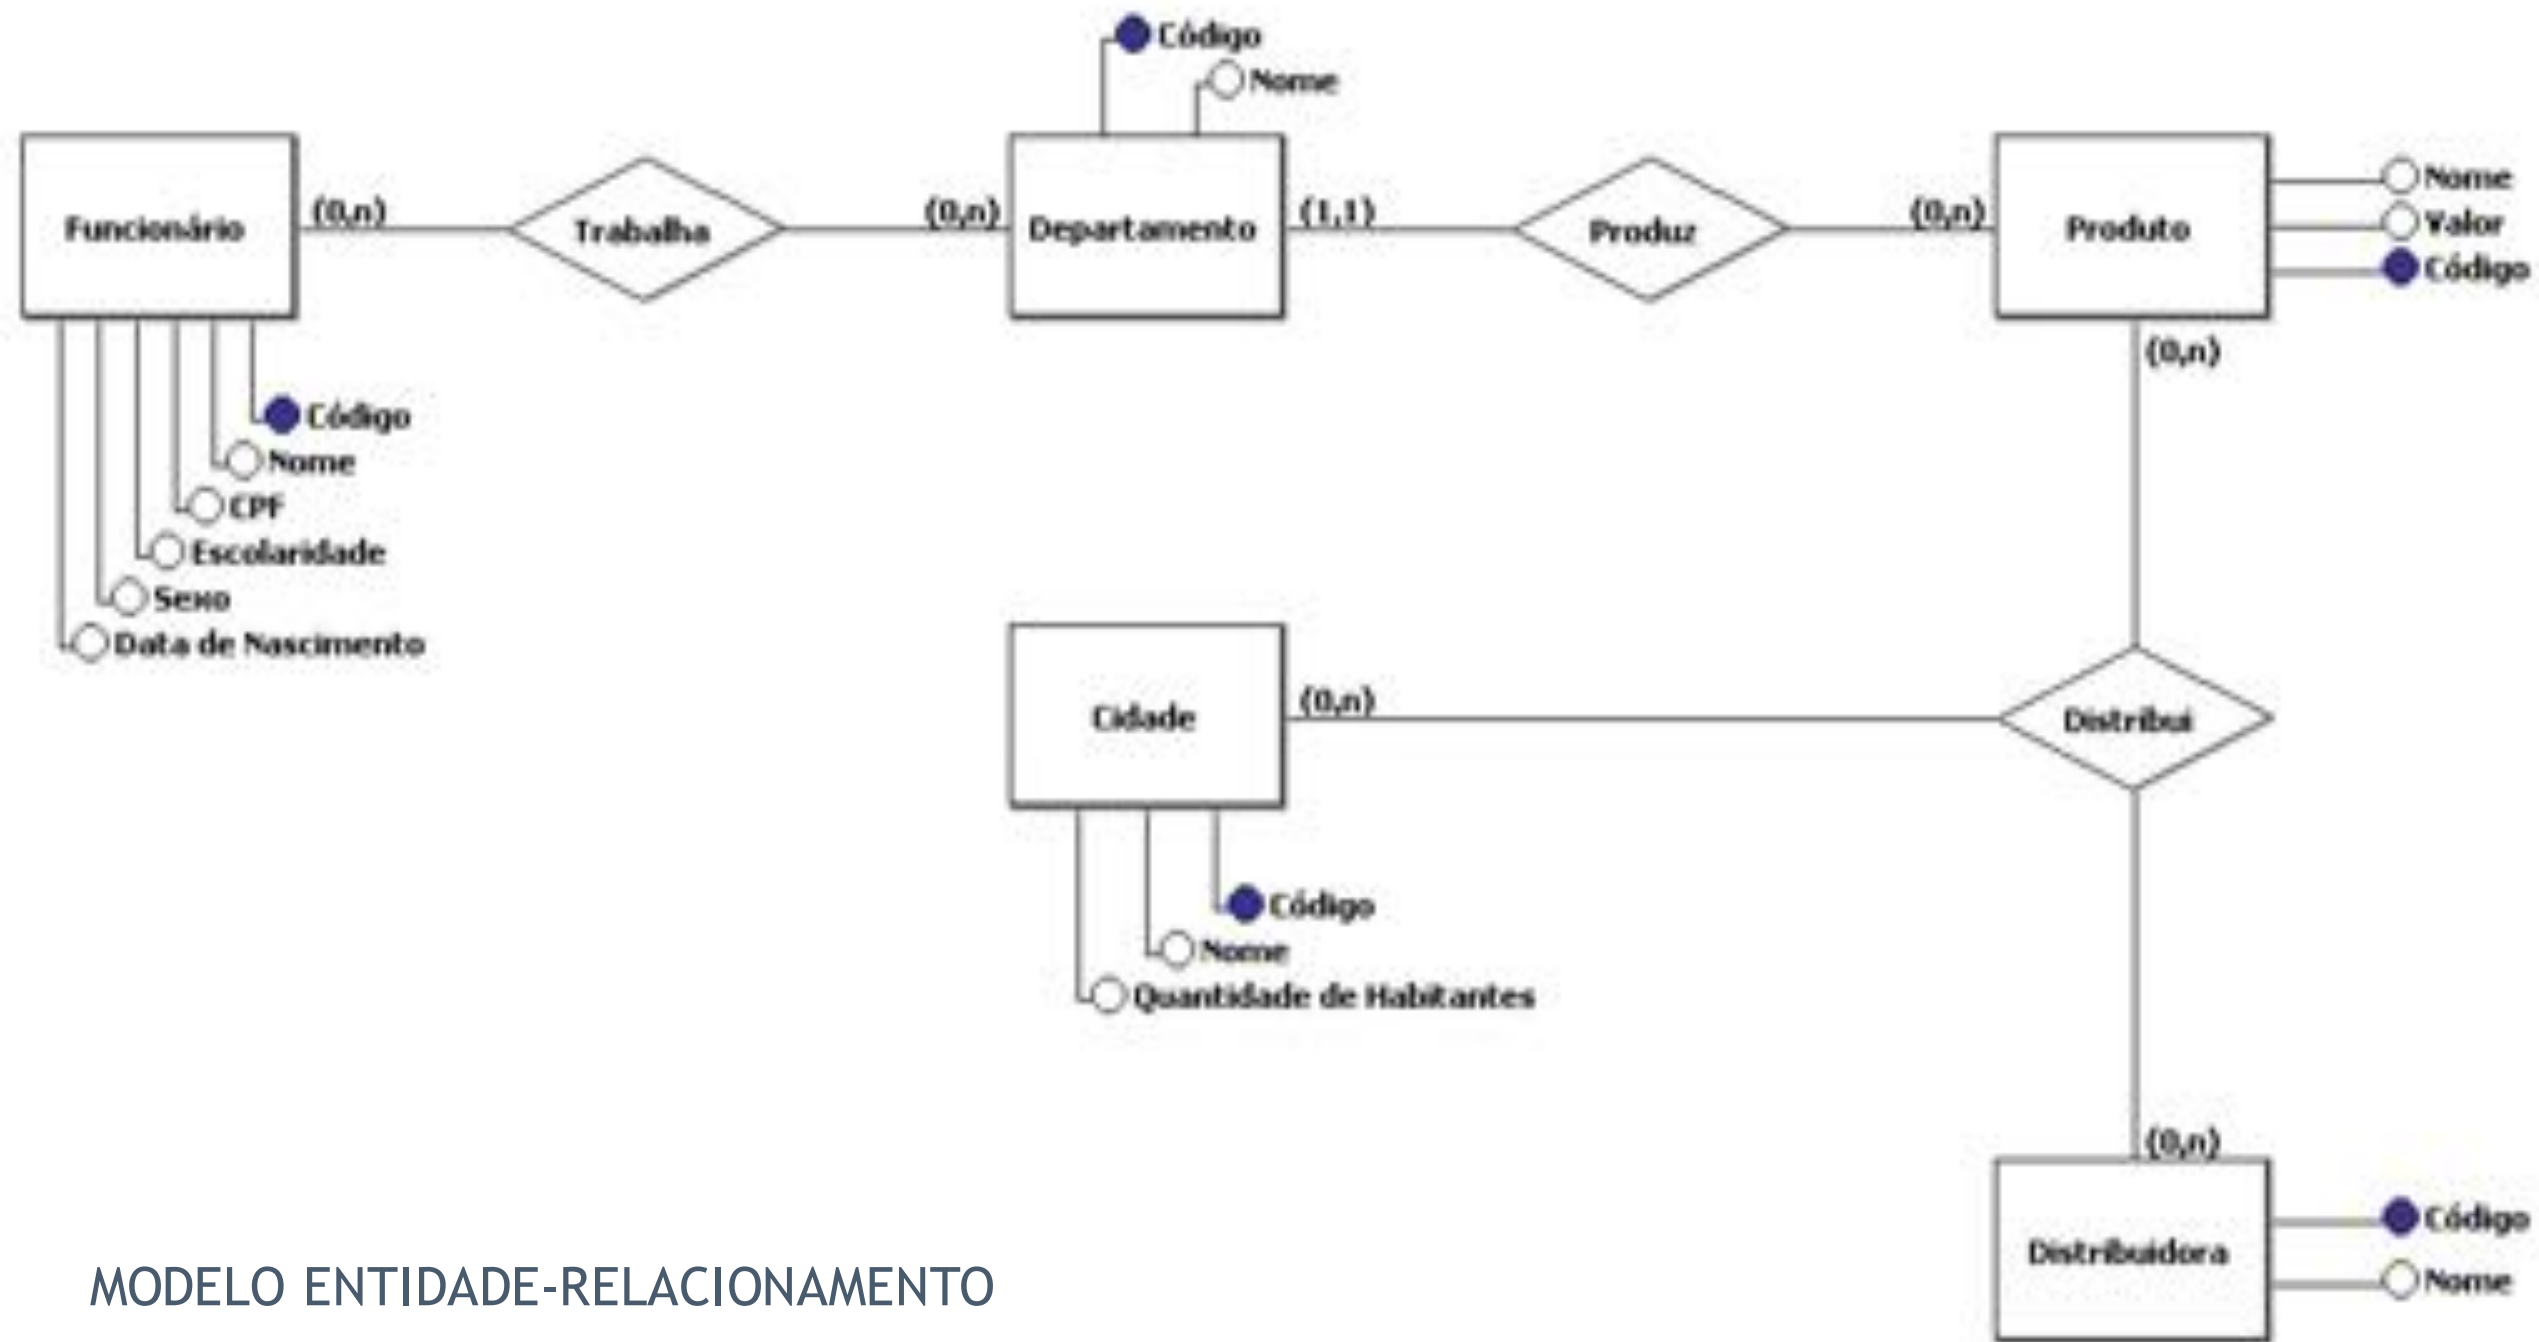 Código
Nome
Funcionário
(0,n)
Trabalha
(0,n)
Departamento
(1,1)
Produz
(0,n)
Produto
Nome
Valor
Código
(0,n)
Código
Nome
CPF
Escolaridade
Sexo
Data de Nascimento
Cidade
(0,n)
Distribui
Código
Nome
Quantidade de Habitantes
(0,n)
Distribuidora
Código
Nome
MODELO ENTIDADE-RELACIONAMENTO